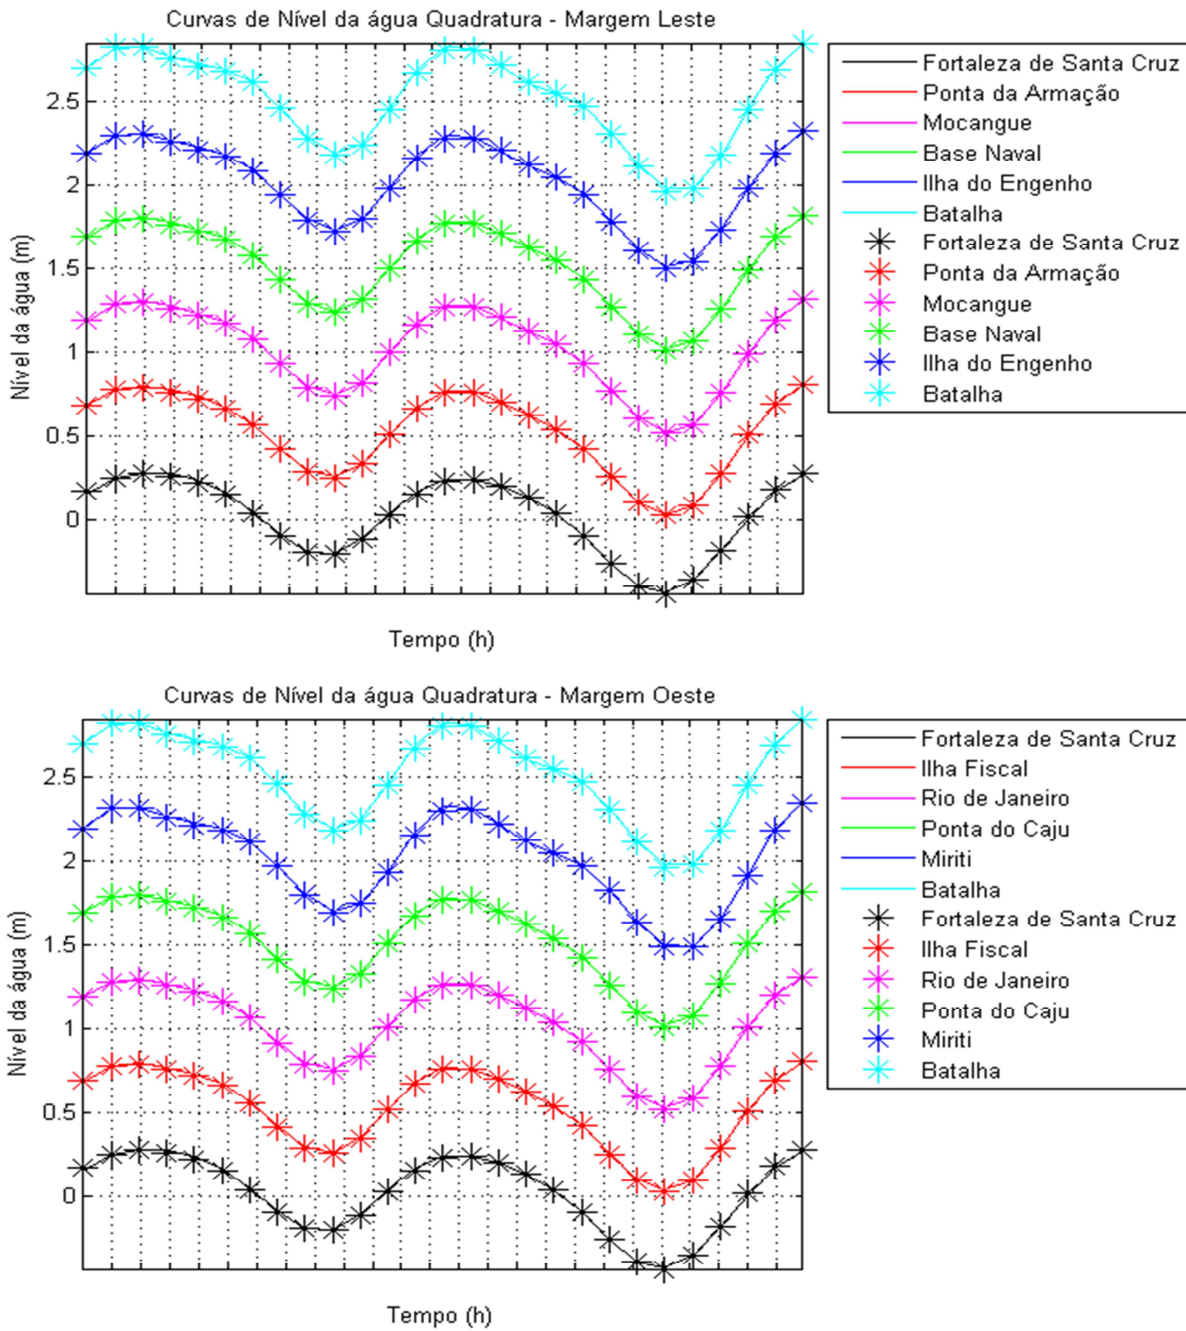 Curvas de Nível da água Quadratura - Margem Leste
Nível da água (m)
2.5
2
1.5
1
0.5
0
Tempo (h)
Fortaleza de Santa Cruz
Ponta da Armação
Mocangue
Base Naval
Ilha do Engenho
Batalha
Fortaleza de Santa Cruz
Ponta da Armação
Mocangue
Base Naval
Ilha do Engenho
Batalha
Curvas de Nível da água Quadratura - Margem Oeste
Nível da água (m)
2.5
2
1.5
1
0.5
0
Tempo (h)
Fortaleza de Santa Cruz
Ilha Fiscal
Rio de Janeiro
Ponta do Caju
Miriti
Batalha
Fortaleza de Santa Cruz
Ilha Fiscal
Rio de Janeiro
Ponta do Caju
Miriti
Batalha